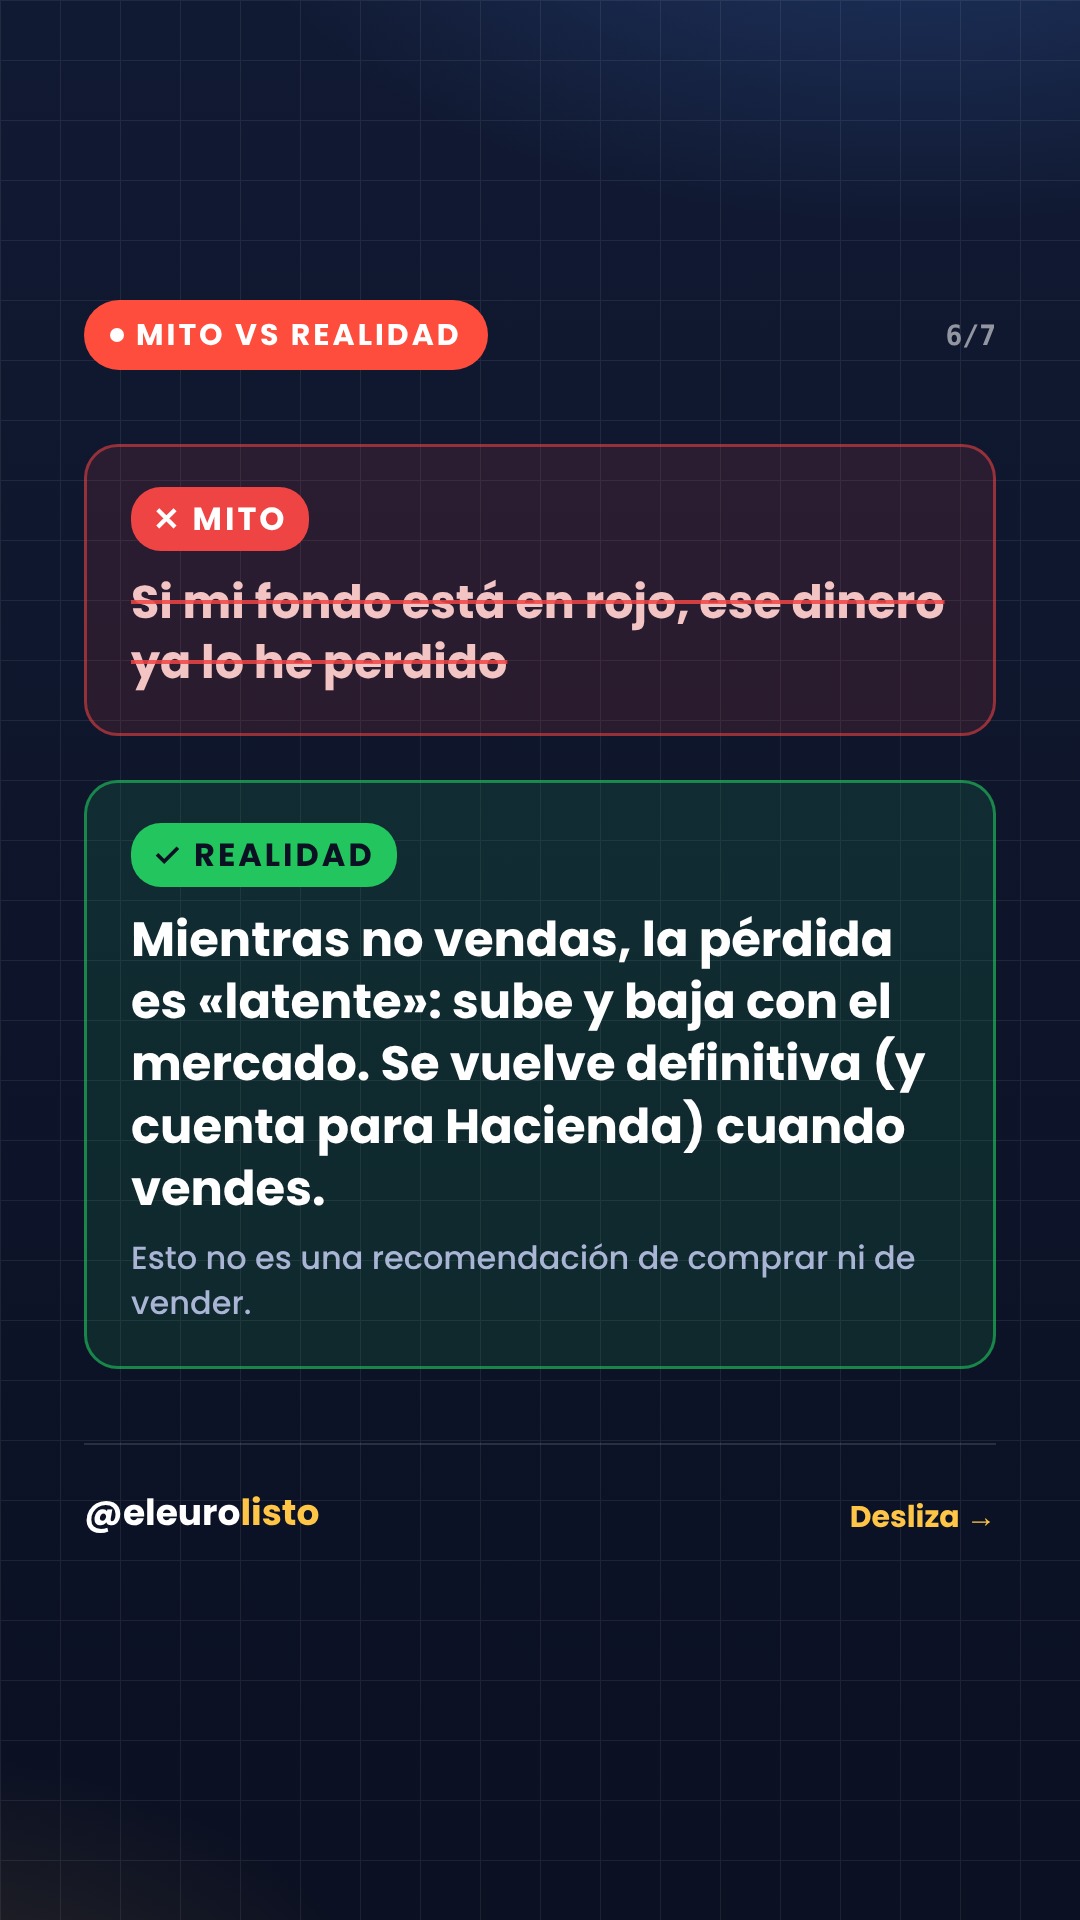 MITO VS REALIDAD
6/7
✕ MITO
Si mi fondo está en rojo, ese dinero
ya lo he perdido
✓ REALIDAD
Mientras no vendas, la pérdida
es «latente»: sube y baja con el
mercado. Se vuelve definitiva (y
cuenta para Hacienda) cuando
vendes.
Esto no es una recomendación de comprar ni de
vender.
@eleurolisto
Desliza →